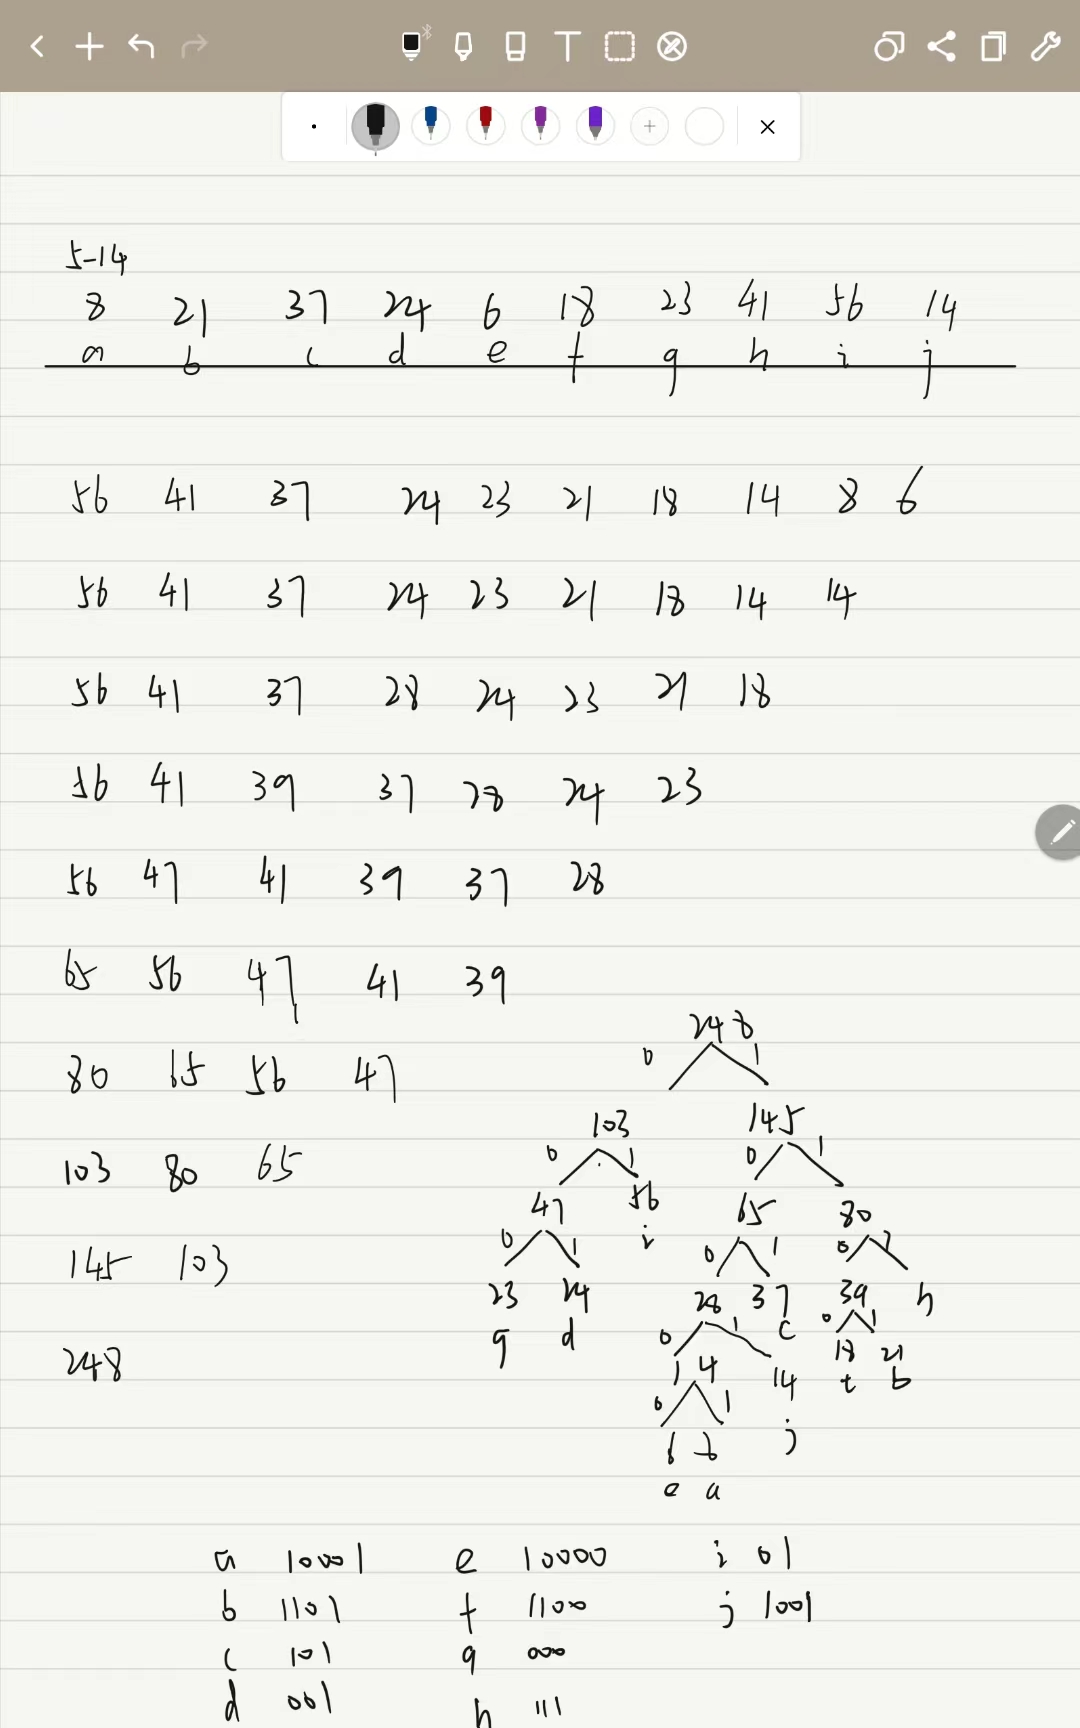 5-14
8 21 37 24 6 18 23 41 56 14
a b c d e f g h i j
56 41 37 24 23 21 18 14 8 6
56 41 37 24 23 21 18 14 14
56 41 37 28 24 23 21 18
56 41 39 37 28 24 23
56 47 41 39 37 28
65 56 47 41 39
80 65 56 47
103 80 65
145 103
248
248
0 1
103 145
0 1 0 1
47 56 65 80
i
0 1 0 1 0 1
23 24 28 37 39 h
g d c
0 1 0 1
14 14 18 21
j f b
0 1
6 8
e a
a 10001 e 10000 i 01
b 1101 f 1100 j 1001
c 101 g 000
d 001 h 111